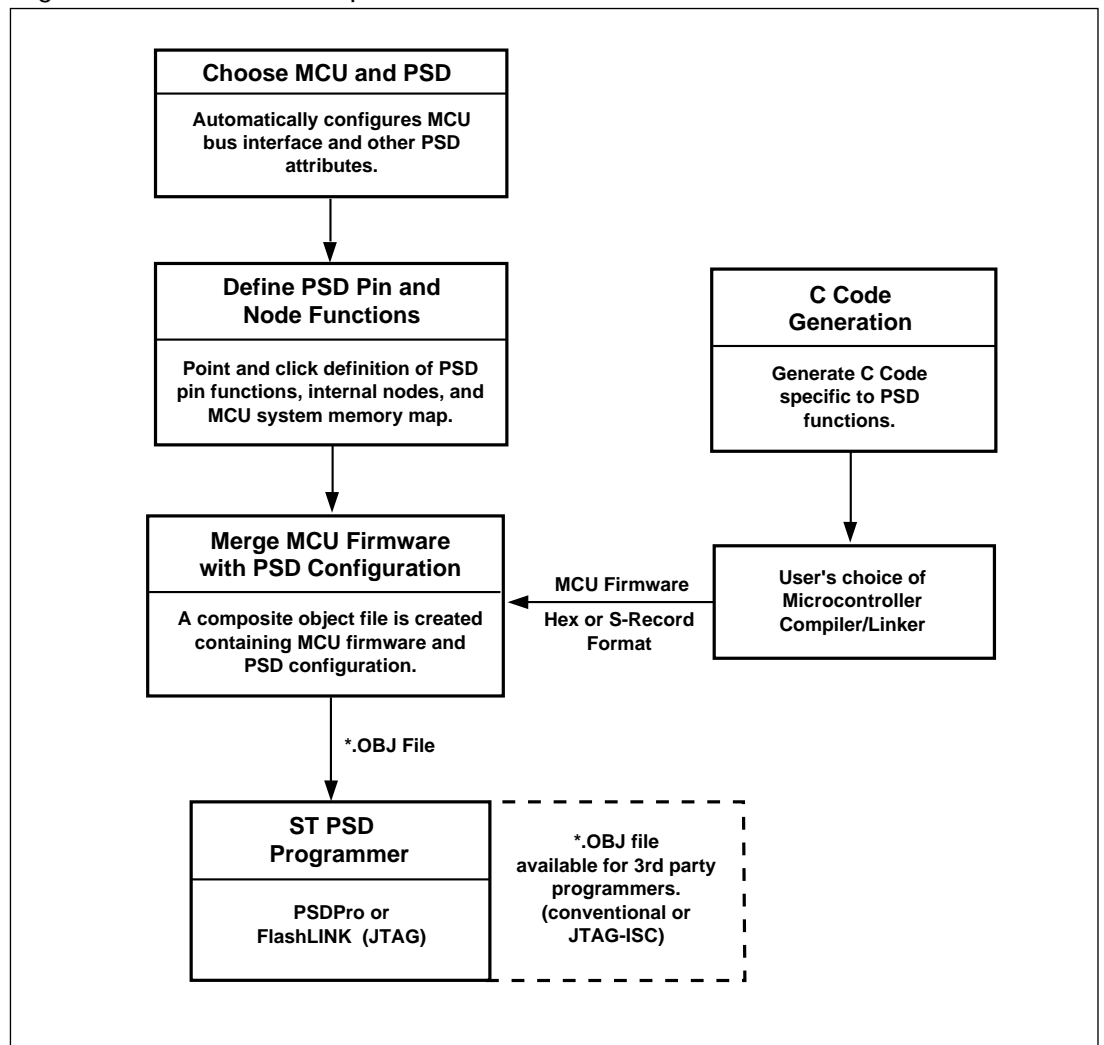 Choose MCU and PSD
Automatically configures MCU
bus interface and other PSD
attributes.
Define PSD Pin and
Node Functions
Point and click definition of PSD
pin functions, internal nodes, and
MCU system memory map.
C Code
Generation
Generate C Code
specific to PSD
functions.
Merge MCU Firmware
with PSD Configuration
A composite object file is created
containing MCU firmware and
PSD configuration.
MCU Firmware
Hex or S-Record
Format
User's choice of
Microcontroller
Compiler/Linker
*.OBJ File
ST PSD
Programmer
PSDPro or
FlashLINK (JTAG)
*.OBJ file
available for 3rd party
programmers.
(conventional or
JTAG-ISC)